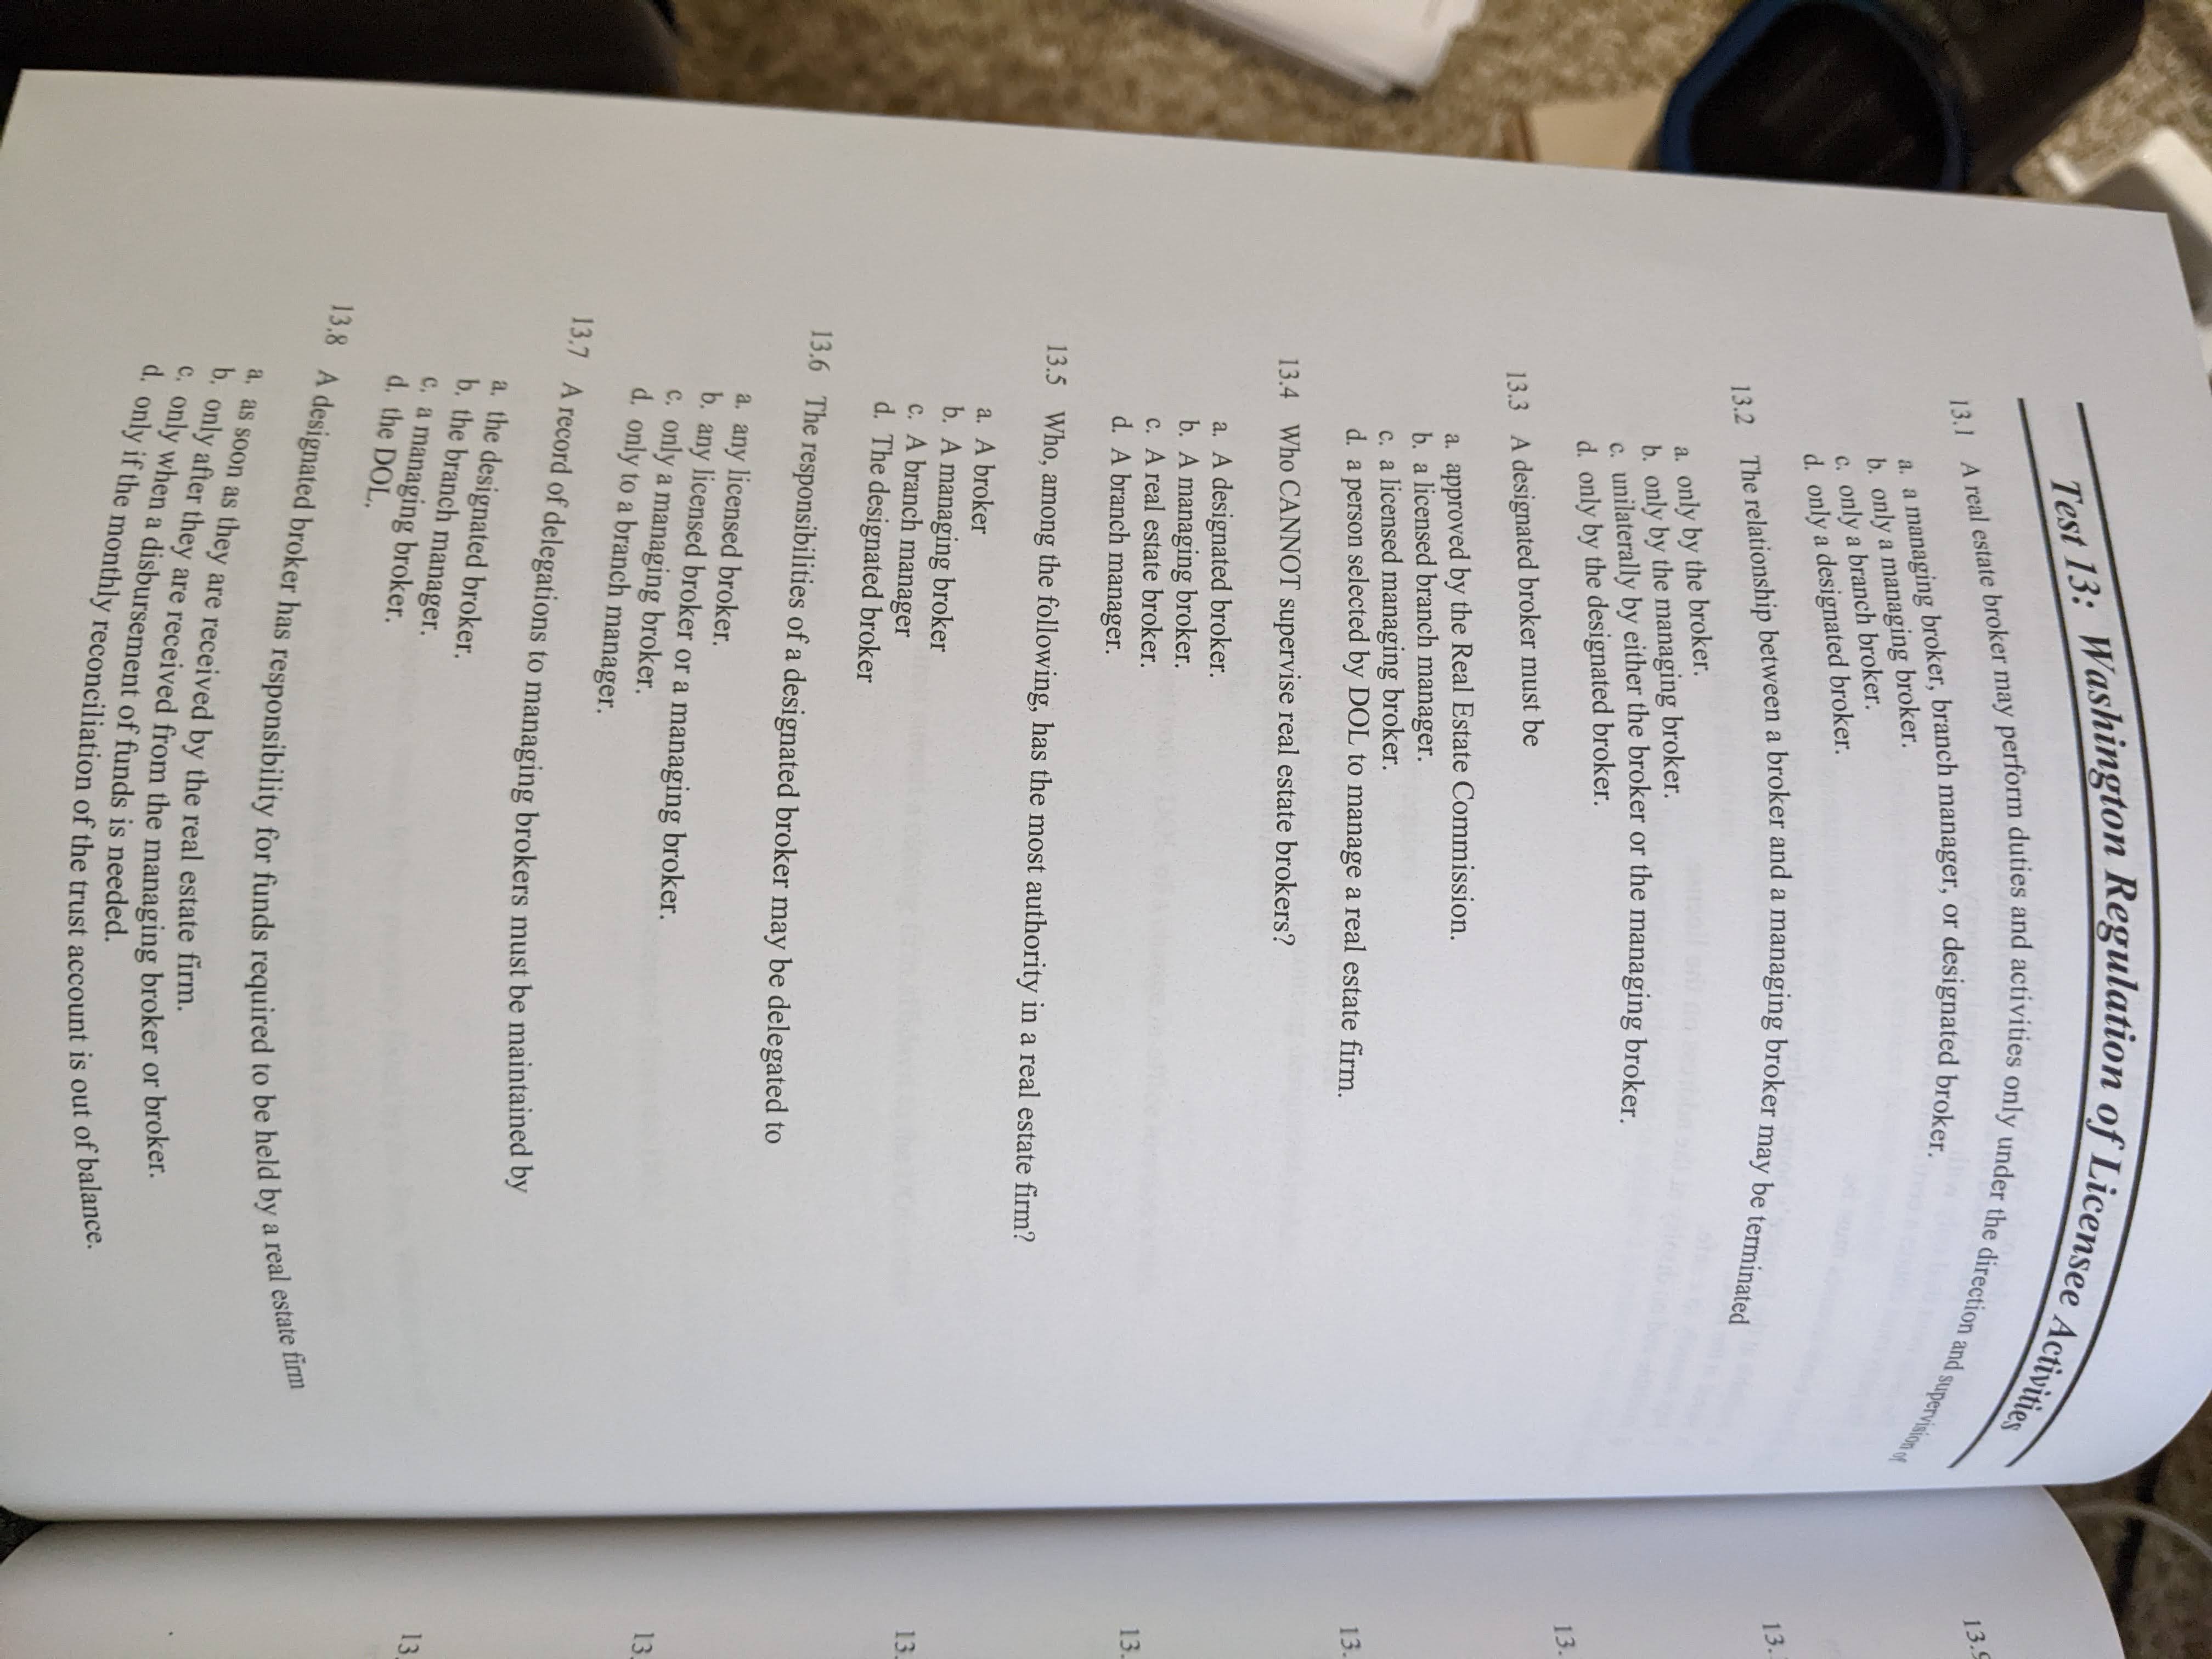 Test 13: Washington Regulation of Licensee Activities
13.1 A real estate broker may perform duties and activities only under the direction and supervision of
a. a managing broker, branch manager, or designated broker.
b. only a managing broker.
c. only a branch broker.
d. only a designated broker.
13.2 The relationship between a broker and a managing broker may be terminated
a. only by the broker.
b. only by the managing broker.
c. unilaterally by either the broker or the managing broker.
d. only by the designated broker.
13.3 A designated broker must be
a. approved by the Real Estate Commission.
b. a licensed branch manager.
c. a licensed managing broker.
d. a person selected by DOL to manage a real estate firm.
13.4 Who CANNOT supervise real estate brokers?
a. A designated broker.
b. A managing broker.
c. A real estate broker.
d. A branch manager.
13.5 Who, among the following, has the most authority in a real estate firm?
a. A broker
b. A managing broker
c. A branch manager
d. The designated broker
13.6 The responsibilities of a designated broker may be delegated to
a. any licensed broker.
b. any licensed broker or a managing broker.
c. only a managing broker.
d. only to a branch manager.
13.7 A record of delegations to managing brokers must be maintained by
a. the designated broker.
b. the branch manager.
c. a managing broker.
d. the DOL.
13.8 A designated broker has responsibility for funds required to be held by a real estate firm
a. as soon as they are received by the real estate firm.
b. only after they are received from the managing broker or broker.
c. only when a disbursement of funds is needed.
d. only if the monthly reconciliation of the trust account is out of balance.
13.9
13.
13.
13.
13.
13.
13.
13.